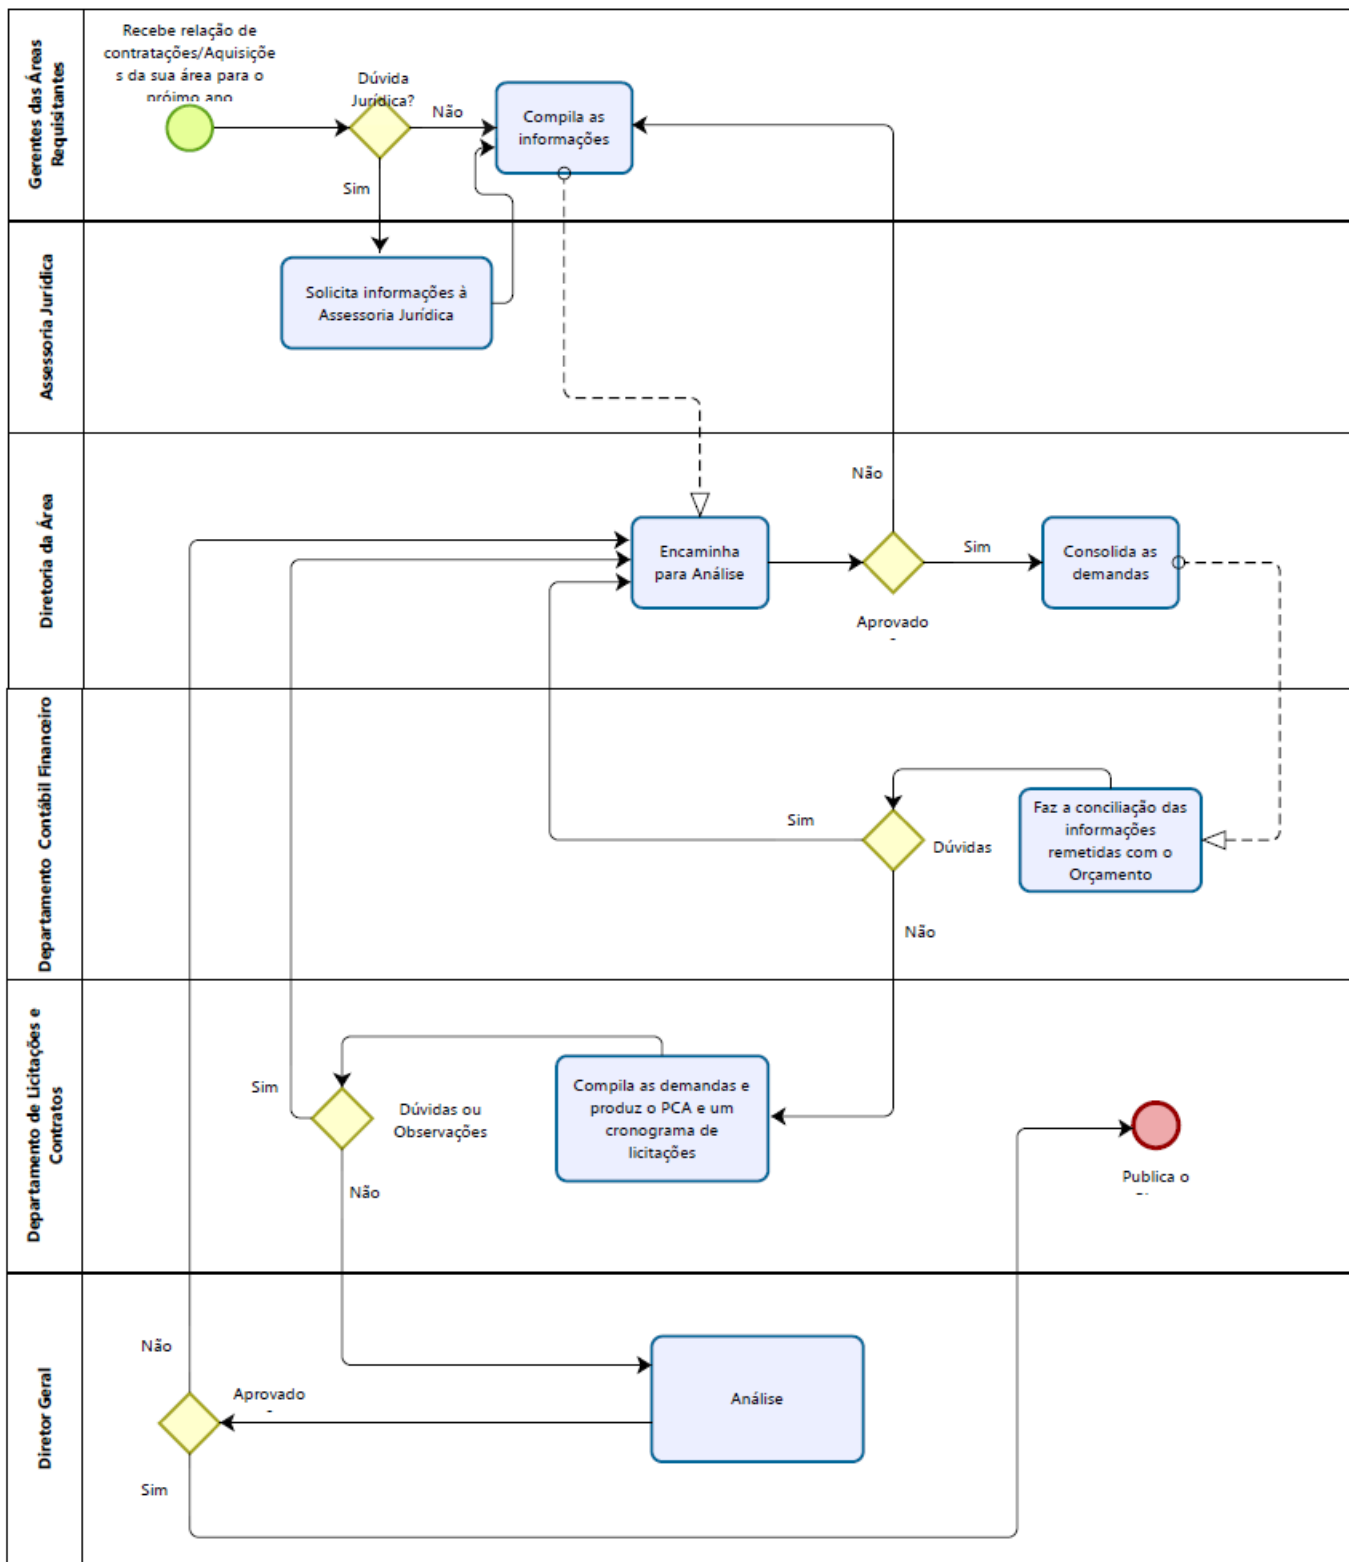 Gerentes das Áreas
Requisitantes
Recebe relação de
contratações/Aquisiçõe
s da sua área para o
próimo ano
Dúvida
Jurídica?
Não
Sim
Compila as
informações
Assessoria Jurídica
Solicita informações à
Assessoria Jurídica
Diretoria da Área
Encaminha
para Análise
Não
Sim
Aprovado
Consolida as
demandas
Departamento Contábil Financeiro
Sim
Dúvidas
Não
Faz a conciliação das
informações
remetidas com o
Orçamento
Departamento de Licitações e
Contratos
Sim
Dúvidas ou
Observações
Não
Compila as demandas e
produz o PCA e um
cronograma de
licitações
Publica o
Diretor Geral
Não
Aprovado
Sim
Análise